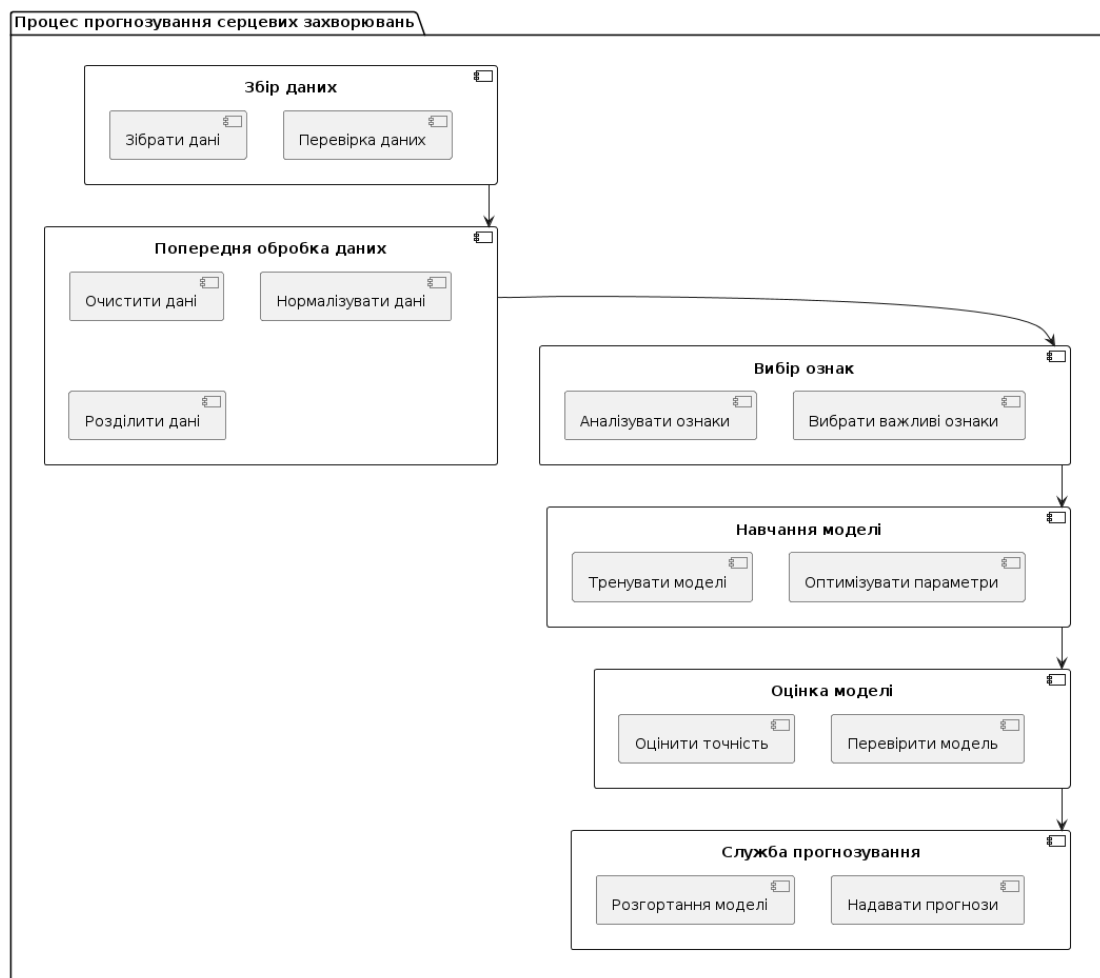 Процес прогнозування серцевих захворювань
Збір даних
Зібрати дані
Перевірка даних
Попередня обробка даних
Очистити дані
Нормалізувати дані
Розділити дані
Вибір ознак
Аналізувати ознаки
Вибрати важливі ознаки
Навчання моделі
Тренувати моделі
Оптимізувати параметри
Оцінка моделі
Оцінити точність
Перевірити модель
Служба прогнозування
Розгортання моделі
Надавати прогнози